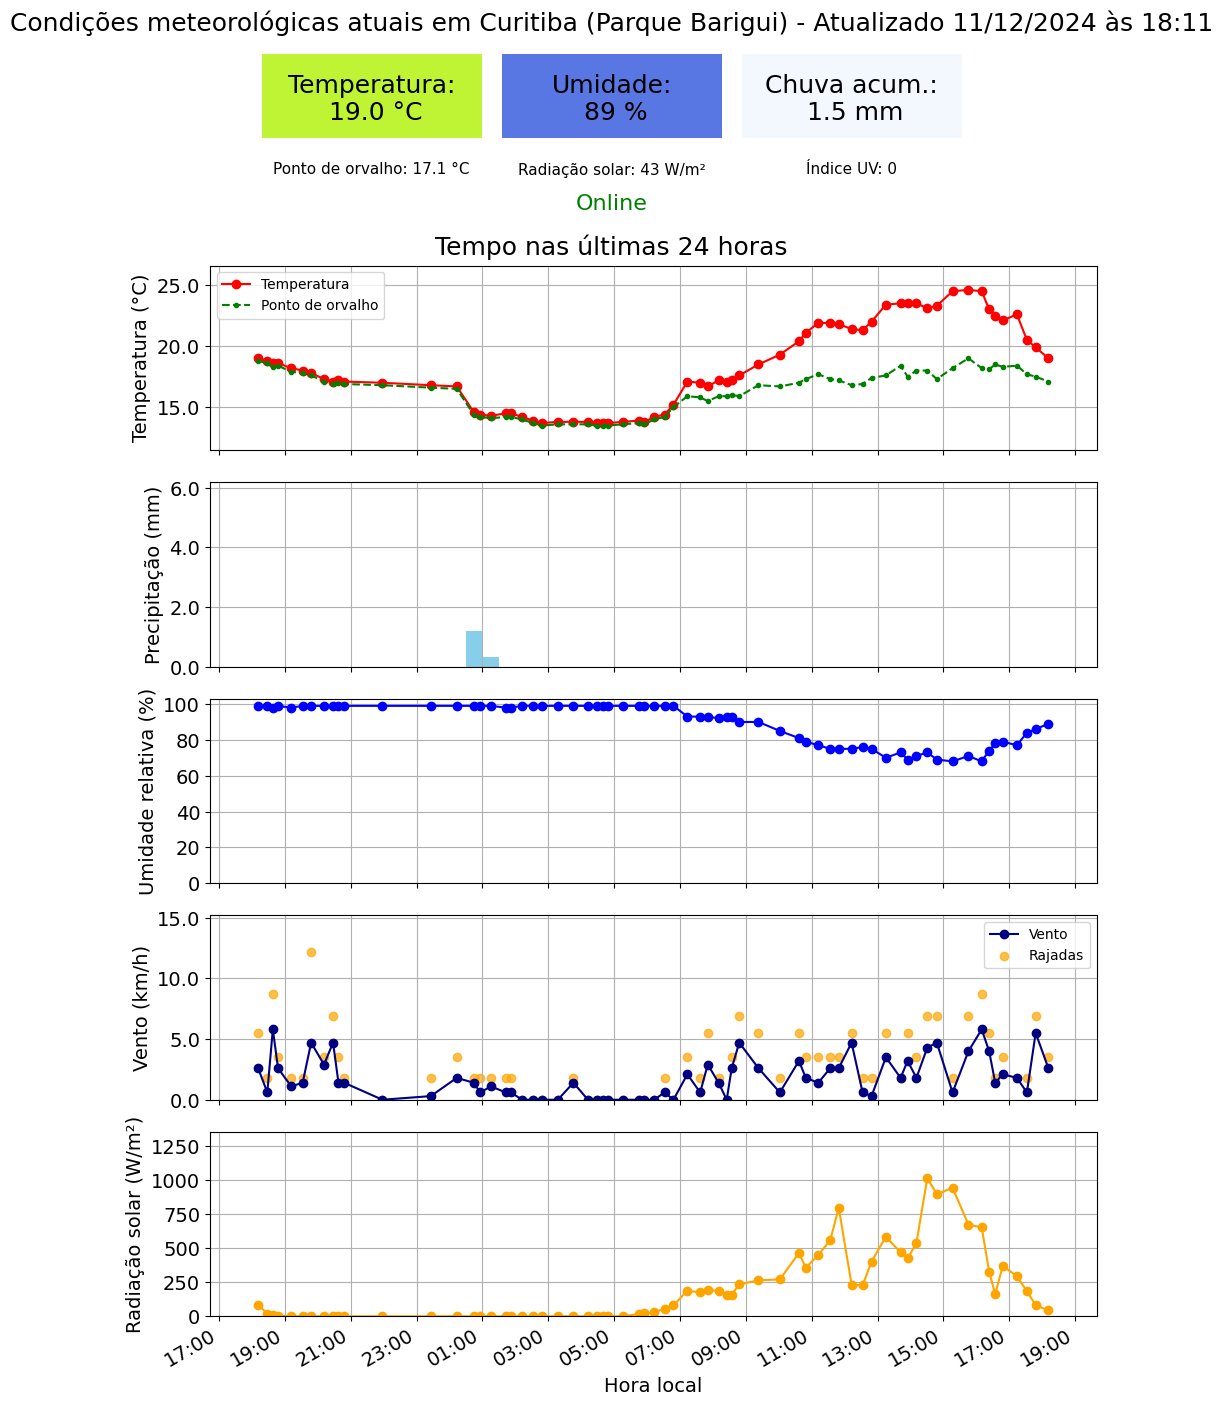 Condições meteorológicas atuais em Curitiba (Parque Barigui) - Atualizado 11/12/2024 às 18:11
Temperatura:
19.0 °C
Umidade:
89 %
Chuva acum.:
1.5 mm
Ponto de orvalho: 17.1 °C
Radiação solar: 43 W/m²
Índice UV: 0
Online
Tempo nas últimas 24 horas
Temperatura (°C)
25.0
20.0
15.0
Temperatura
Ponto de orvalho
Precipitação (mm)
6.0
4.0
2.0
0.0
Umidade relativa (%)
100
80
60
40
20
0
Vento (km/h)
15.0
10.0
5.0
0.0
Vento
Rajadas
Radiação solar (W/m²)
1250
1000
750
500
250
0
17:00
19:00
21:00
23:00
01:00
03:00
05:00
07:00
09:00
11:00
13:00
15:00
17:00
19:00
Hora local